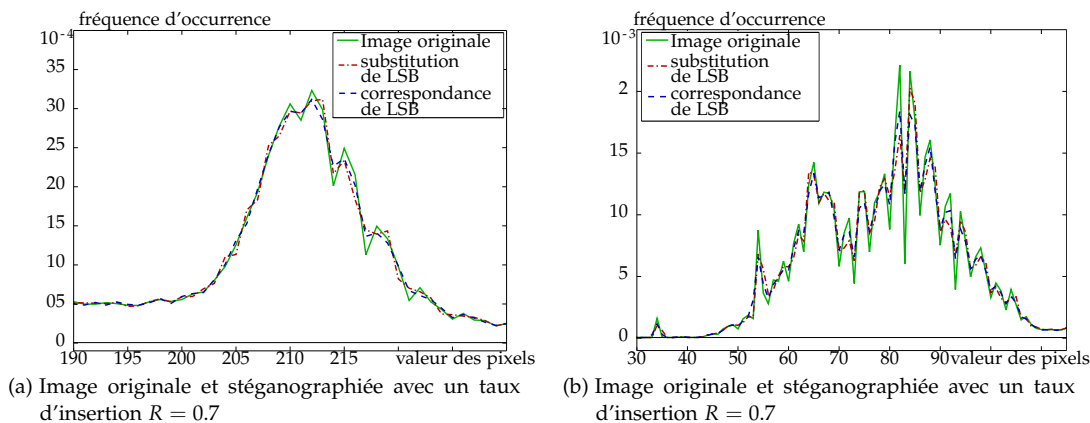 fréquence d'occurrence
10⁻⁴
35
30
25
20
15
10
05
0
190
195
200
205
210
215
valeur des pixels
Image originale
substitution
de LSB
correspondance
de LSB
(a) Image originale et stéganographiée avec un taux
d'insertion R = 0.7
fréquence d'occurrence
10⁻³
2
15
10
5
0
30
40
50
60
70
80
90
valeur des pixels
Image originale
substitution
de LSB
correspondance
de LSB
(b) Image originale et stéganographiée avec un taux
d'insertion R = 0.7